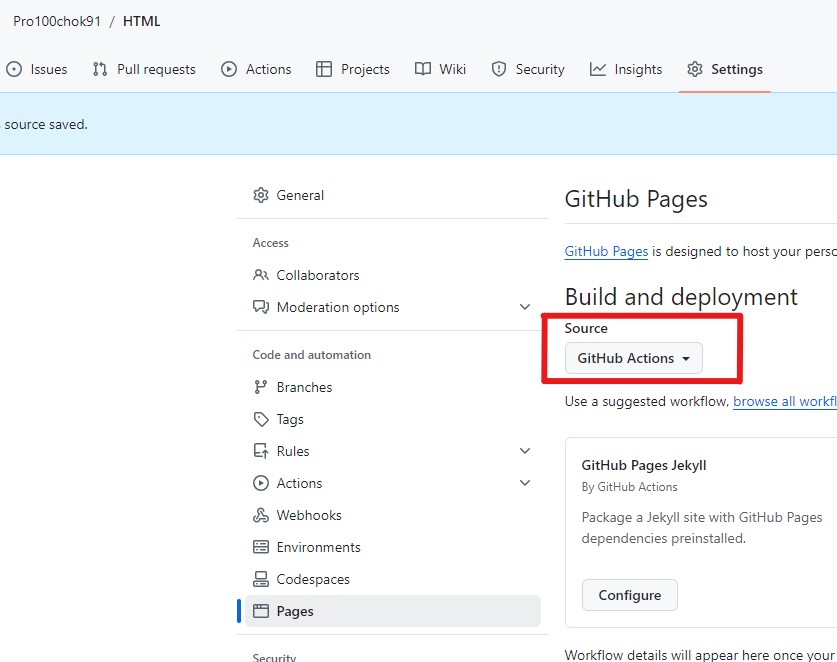 Pro100chok91 / HTML
Issues Pull requests Actions Projects Wiki Security Insights Settings
source saved.
General
Access
Collaborators
Moderation options
Code and automation
Branches
Tags
Rules
Actions
Webhooks
Environments
Codespaces
Pages
Security
GitHub Pages
GitHub Pages is designed to host your perso
Build and deployment
Source
GitHub Actions
Use a suggested workflow, browse all workfl
GitHub Pages Jekyll
By GitHub Actions
Package a Jekyll site with GitHub Pages
dependencies preinstalled.
Configure
Workflow details will appear here once your